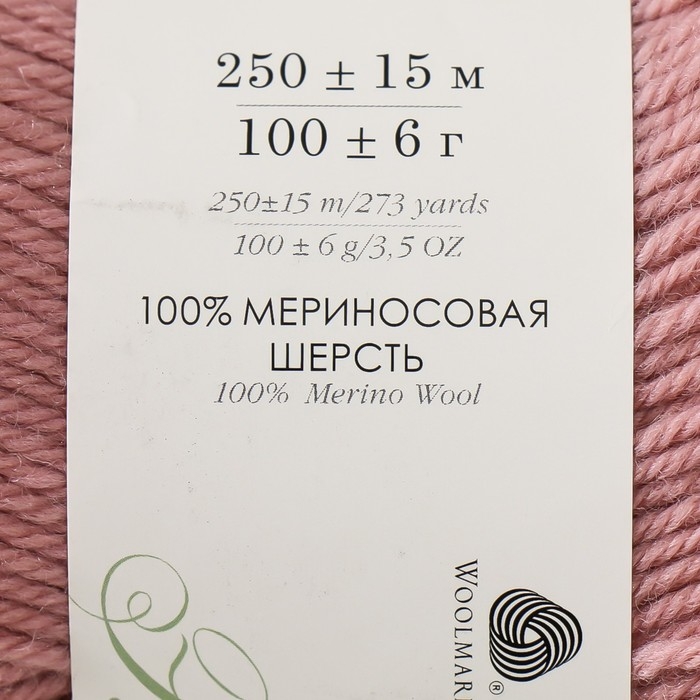 250 ± 15 м
100 ± 6 г
250±15 m/273 yards
100 ± 6 g/3,5 OZ
100% МЕРИНОСОВАЯ
ШЕРСТЬ
100% Merino Wool
®